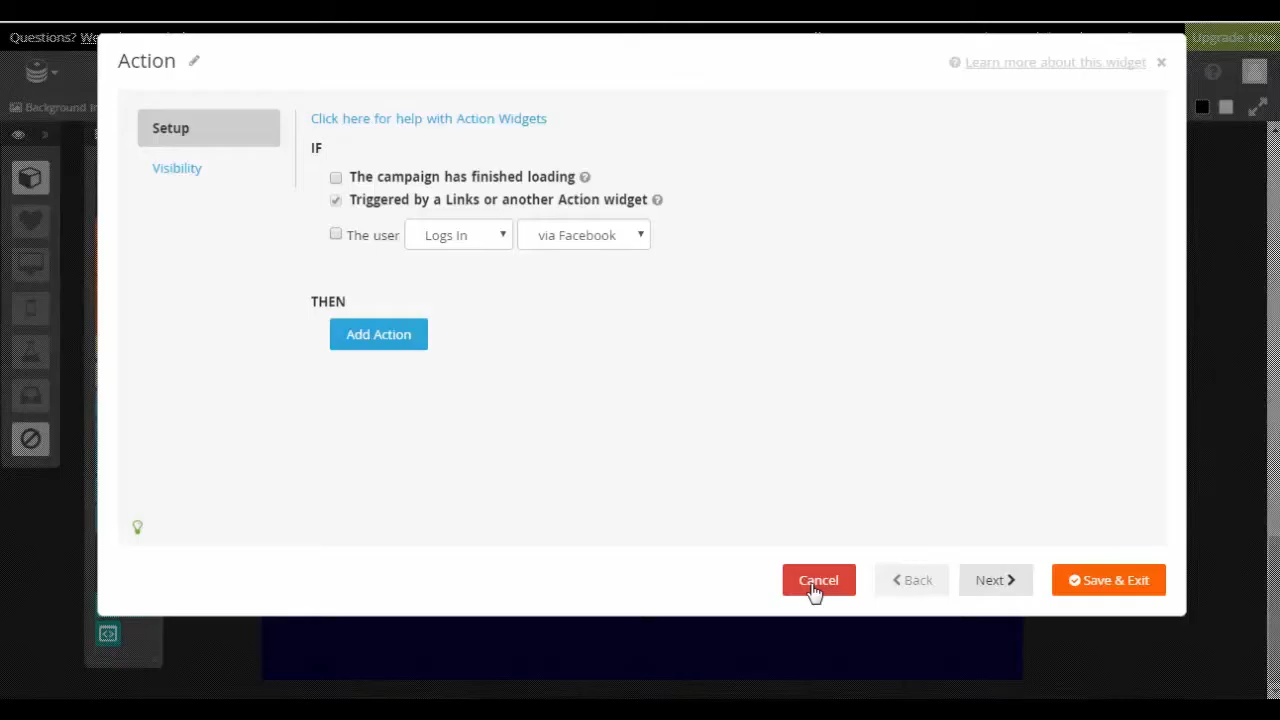 Questions?
Upgrade
Action
Learn more about this widget
Background
Setup
Visibility
Click here for help with Action Widgets
IF
The campaign has finished loading
Triggered by a Links or another Action widget
The user Logs In via Facebook
THEN
Add Action
Cancel Back Next Save & Exit